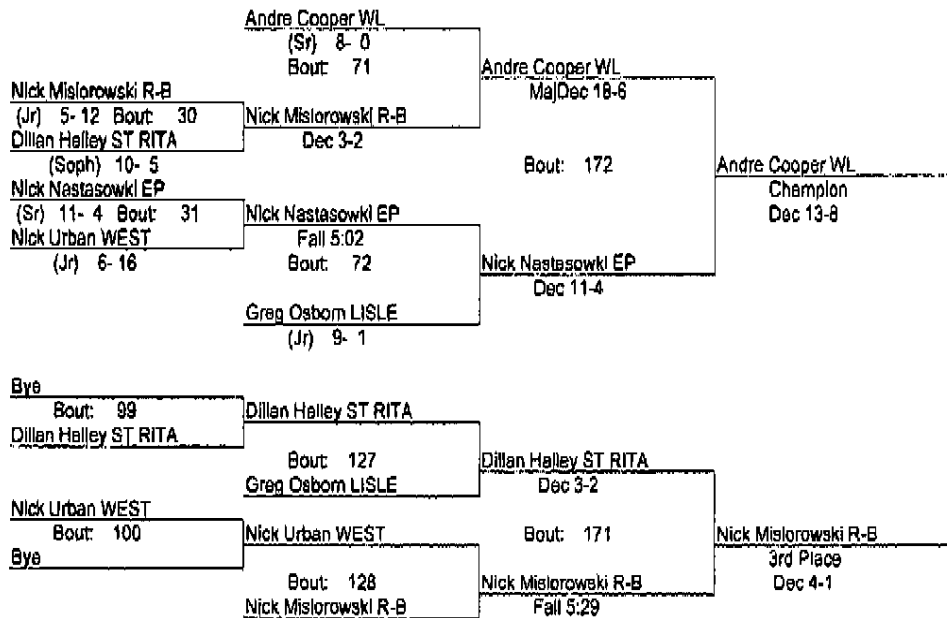 Andre Cooper WL
(Sr) 8- 0
Bout: 71
Andre Cooper WL
MajDec 18-6
Nick Mislorowski R-B
(Jr) 5- 12 Bout: 30
Nick Mislorowski R-B
Dillan Halley ST RITA
Dec 3-2
(Soph) 10- 5
Bout: 172
Andre Cooper WL
Nick Nastasowki EP
Champion
(Sr) 11- 4 Bout: 31
Nick Nastasowki EP
Dec 13-8
Nick Urban WEST
Fall 5:02
(Jr) 6- 16
Bout: 72
Nick Nastasowki EP
Dec 11-4
Greg Osborn LISLE
(Jr) 9- 1
Bye
Bout: 99
Dillan Halley ST RITA
Dillan Halley ST RITA
Bout: 127
Dillan Halley ST RITA
Greg Osborn LISLE
Dec 3-2
Nick Urban WEST
Bout: 100
Nick Urban WEST
Bout: 171
Nick Mislorowski R-B
Bye
3rd Place
Bout: 128
Nick Mislorowski R-B
Dec 4-1
Nick Mislorowski R-B
Fall 5:29